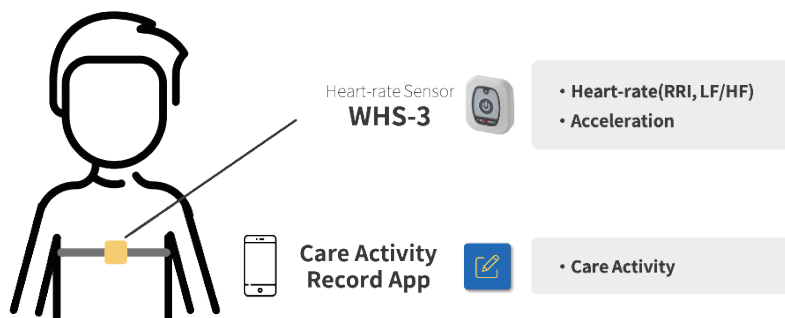 Heart-rate Sensor
WHS-3
・Heart-rate(RRI, LF/HF)
・Acceleration
Care Activity
Record App
・Care Activity